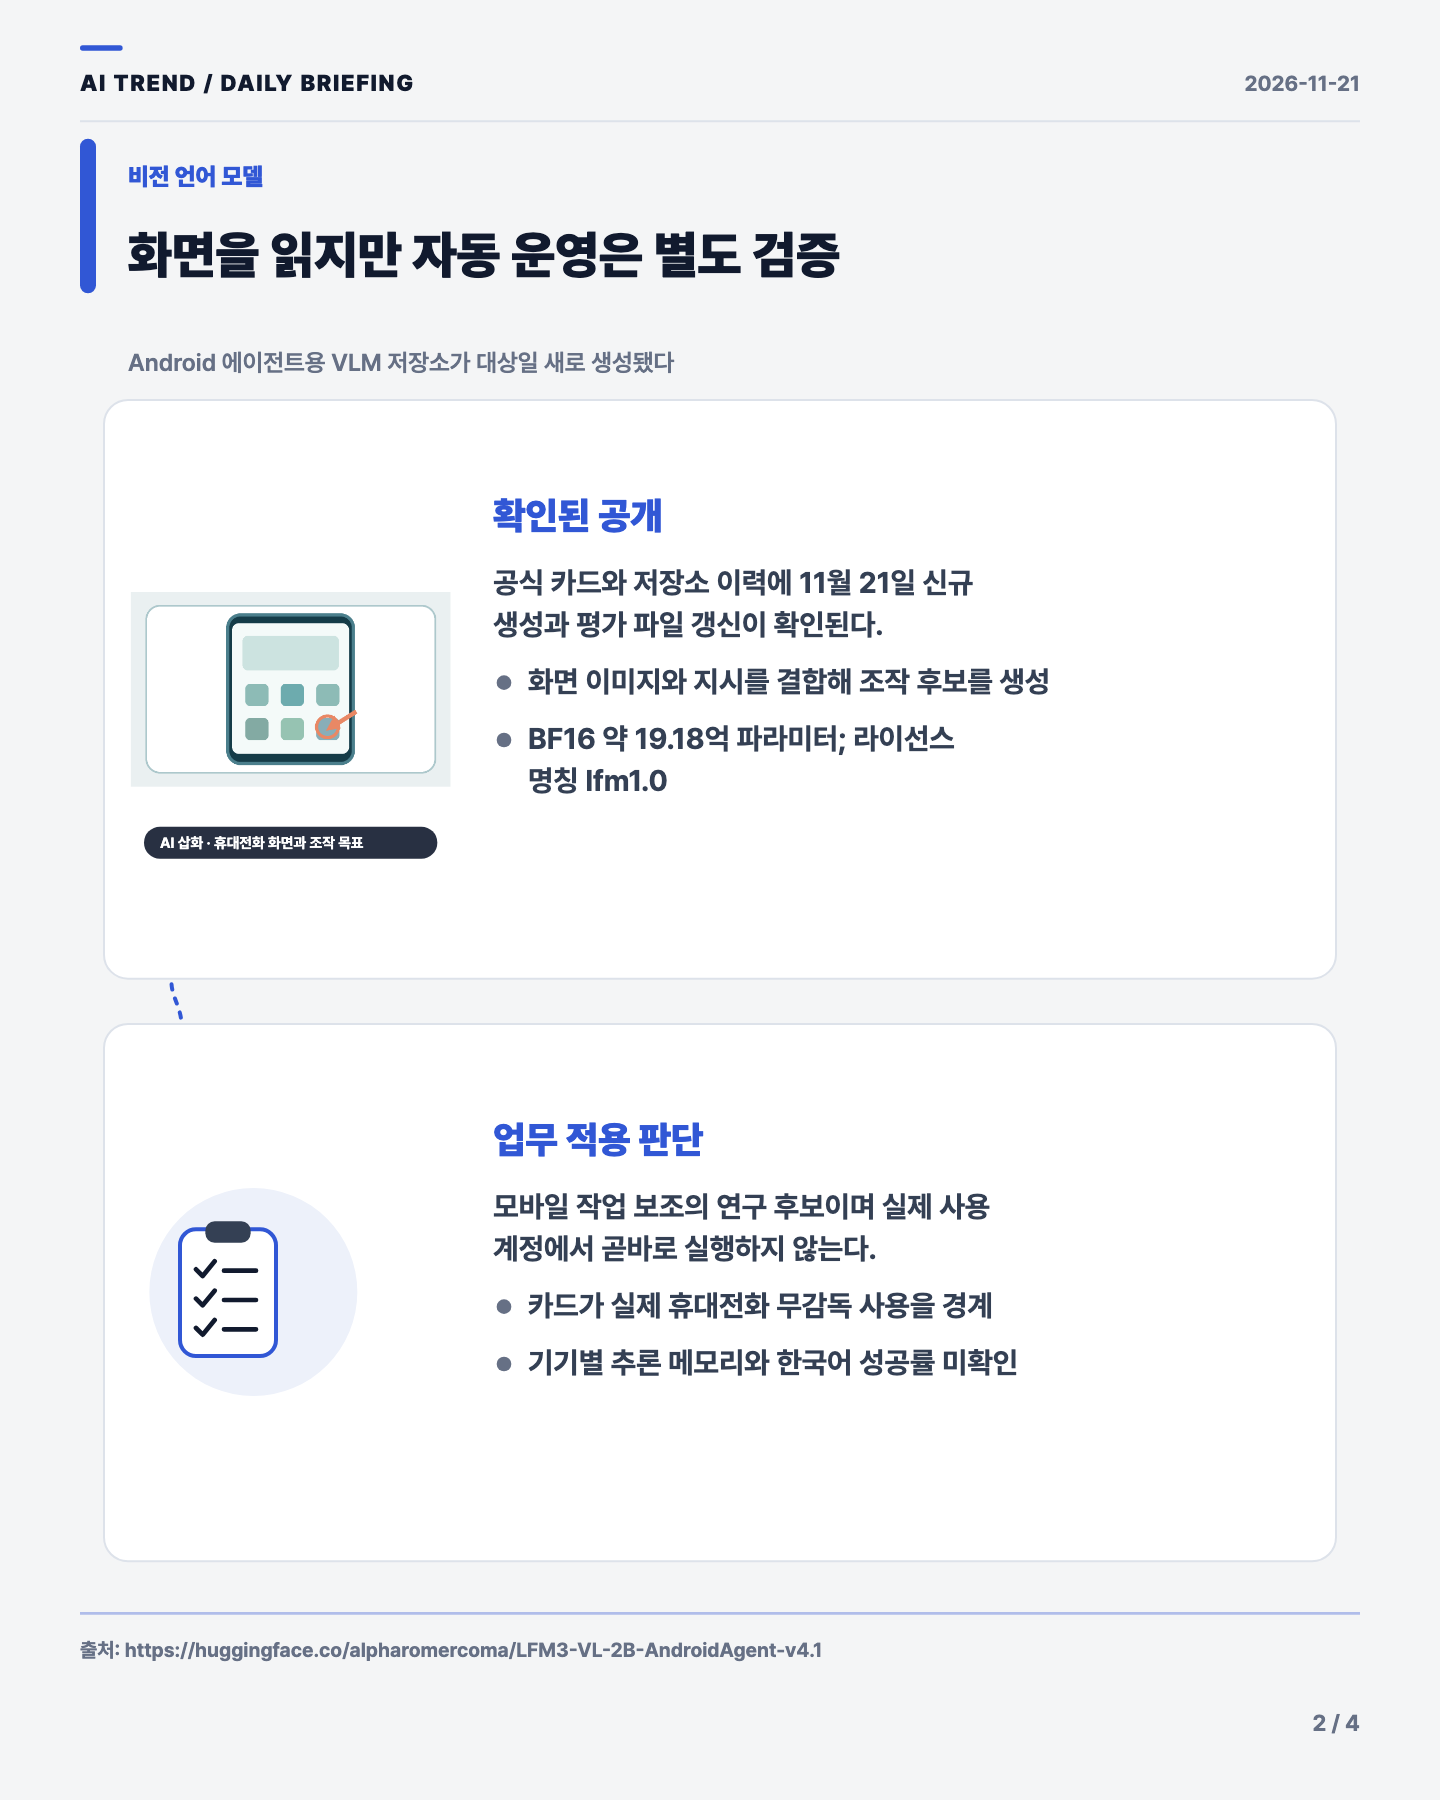 AI TREND / DAILY BRIEFING
2026-11-21
비전 언어 모델
화면을 읽지만 자동 운영은 별도 검증
Android 에이전트용 VLM 저장소가 대상일 새로 생성됐다
확인된 공개
공식 카드와 저장소 이력에 11월 21일 신규
생성과 평가 파일 갱신이 확인된다.
● 화면 이미지와 지시를 결합해 조작 후보를 생성
● BF16 약 19.18억 파라미터; 라이선스
명칭 lfm1.0
AI 삽화 · 휴대전화 화면과 조작 목표
업무 적용 판단
모바일 작업 보조의 연구 후보이며 실제 사용
계정에서 곧바로 실행하지 않는다.
● 카드가 실제 휴대전화 무감독 사용을 경계
● 기기별 추론 메모리와 한국어 성공률 미확인
출처: https://huggingface.co/alpharomercoma/LFM3-VL-2B-AndroidAgent-v4.1
2 / 4